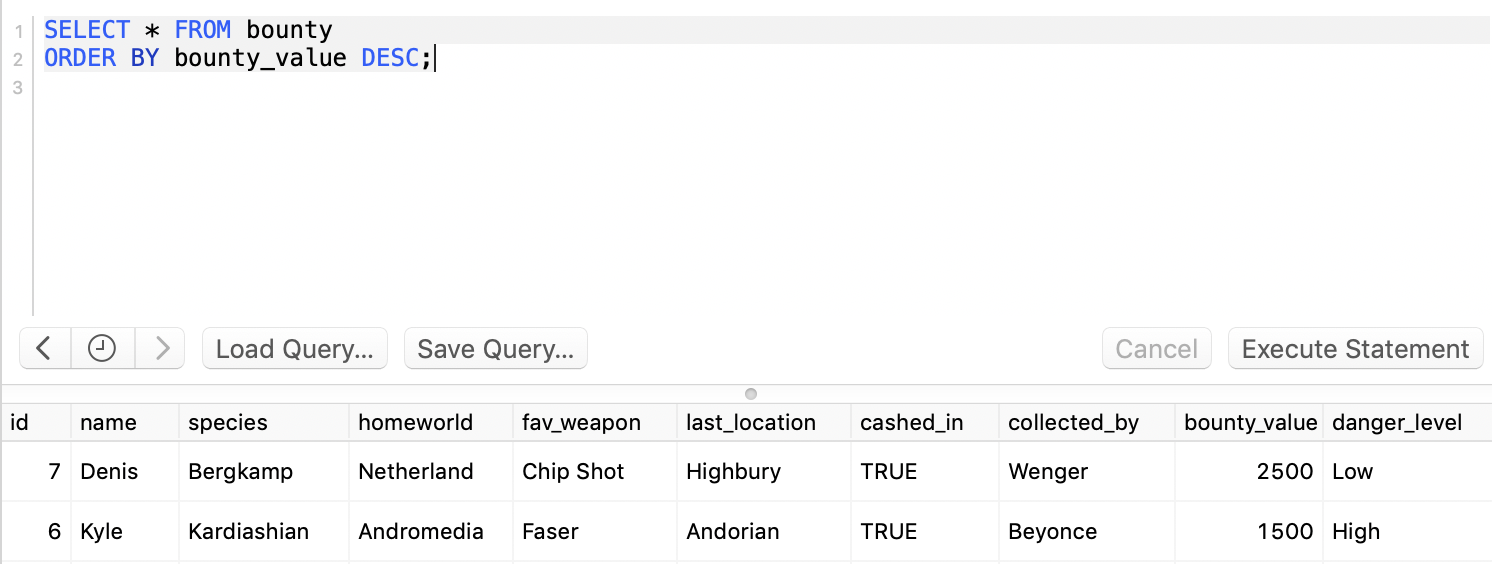 1 SELECT * FROM bounty
2 ORDER BY bounty_value DESC;
3
Load Query... Save Query... Cancel Execute Statement
id name species homeworld fav_weapon last_location cashed_in collected_by bounty_value danger_level
7 Denis Bergkamp Netherland Chip Shot Highbury TRUE Wenger 2500 Low
6 Kyle Kardiashian Andromedia Faser Andorian TRUE Beyonce 1500 High